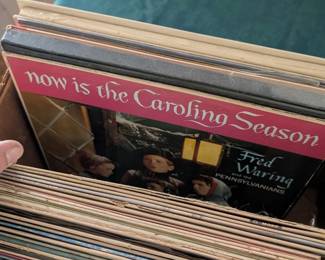 now is the Caroling Season
Fred
Waring
and the
PENNSYLVANIANS